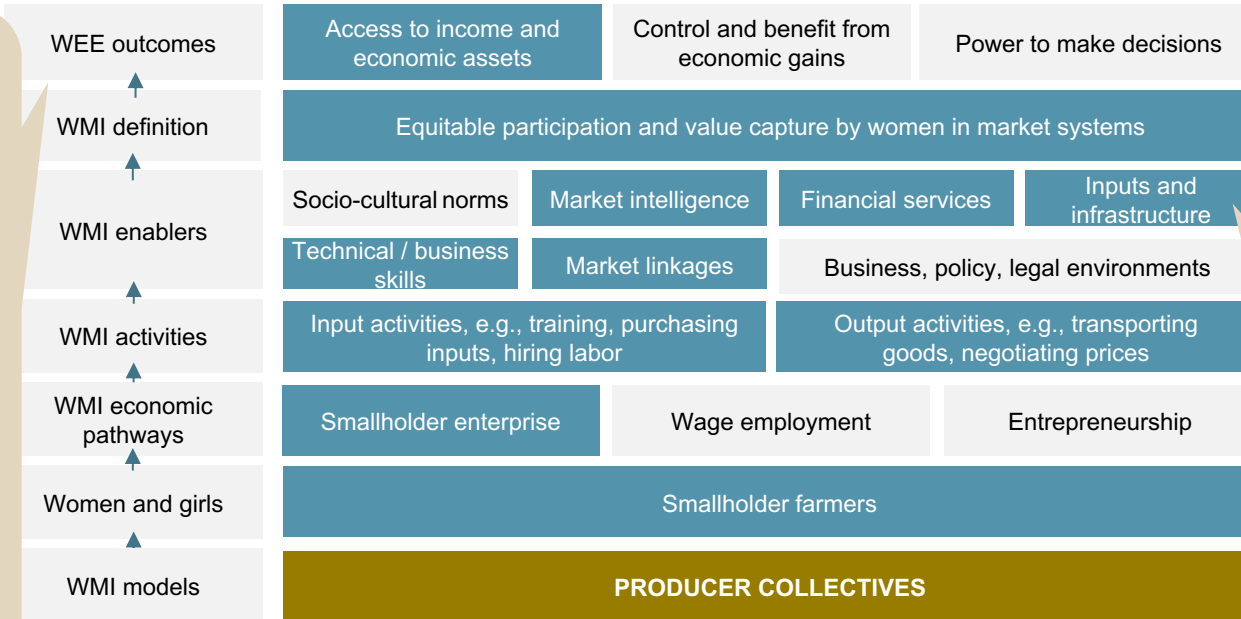 WEE outcomes
Access to income and
economic assets
Control and benefit from
economic gains
Power to make decisions
WMI definition
Equitable participation and value capture by women in market systems
WMI enablers
Socio-cultural norms
Market intelligence
Financial services
Inputs and
infrastructure
Technical / business
skills
Market linkages
Business, policy, legal environments
WMI activities
Input activities, e.g., training, purchasing
inputs, hiring labor
Output activities, e.g., transporting
goods, negotiating prices
WMI economic
pathways
Smallholder enterprise
Wage employment
Entrepreneurship
Women and girls
Smallholder farmers
WMI models
PRODUCER COLLECTIVES